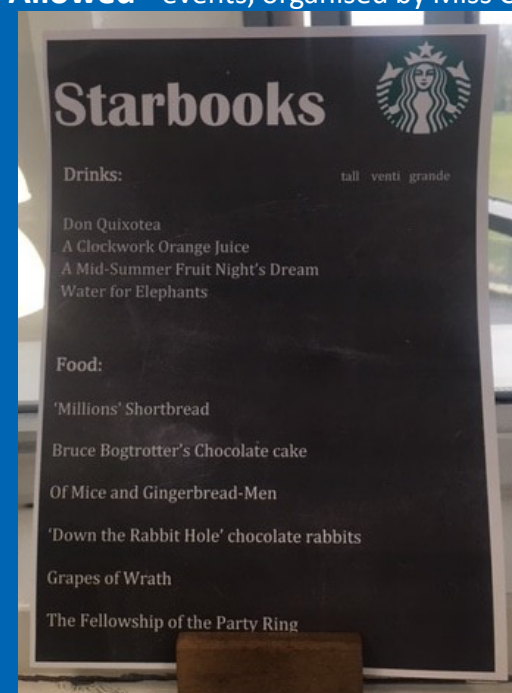 Allowed" events, organised by Miss
Starbooks
Drinks: tall venti grande
Don Quixotea
A Clockwork Orange Juice
A Mid-Summer Fruit Night's Dream
Water for Elephants
Food:
'Millions' Shortbread
Bruce Bogtrotter's Chocolate cake
Of Mice and Gingerbread-Men
'Down the Rabbit Hole' chocolate rabbits
Grapes of Wrath
The Fellowship of the Party Ring